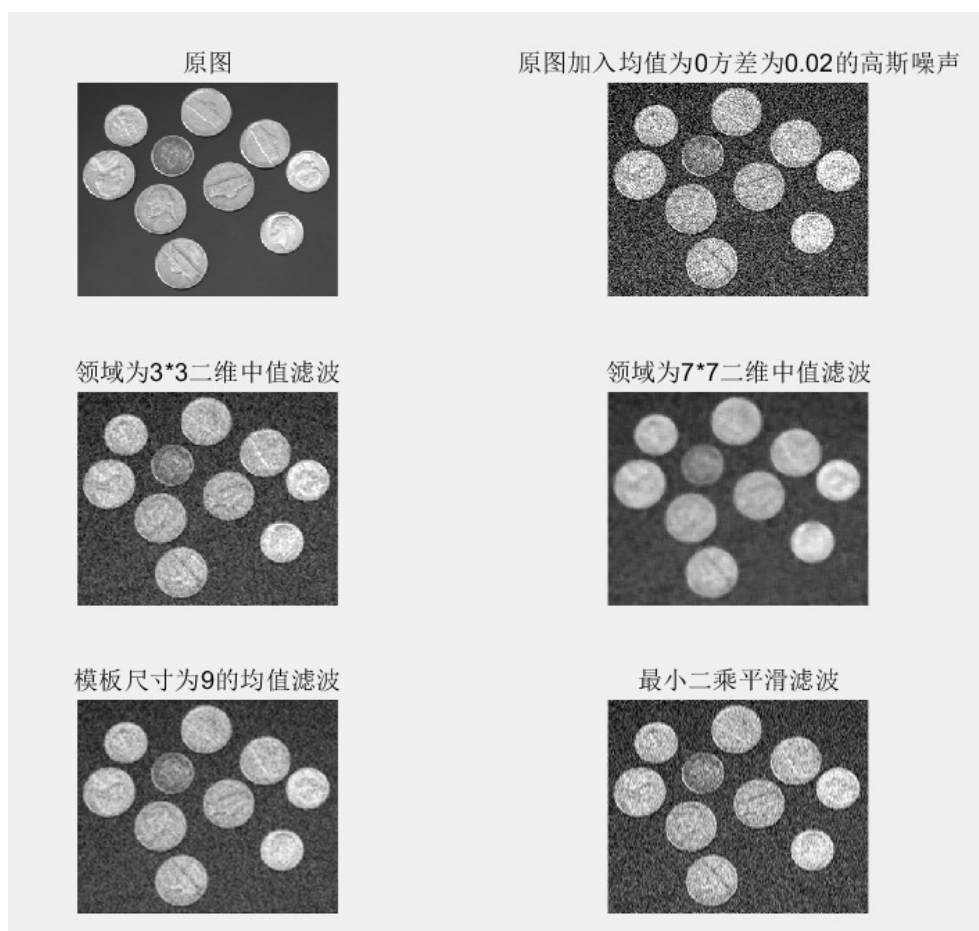 原图
原图加入均值为0方差为0.02的高斯噪声
领域为3*3二维中值滤波
领域为7*7二维中值滤波
模板尺寸为9的均值滤波
最小二乘平滑滤波